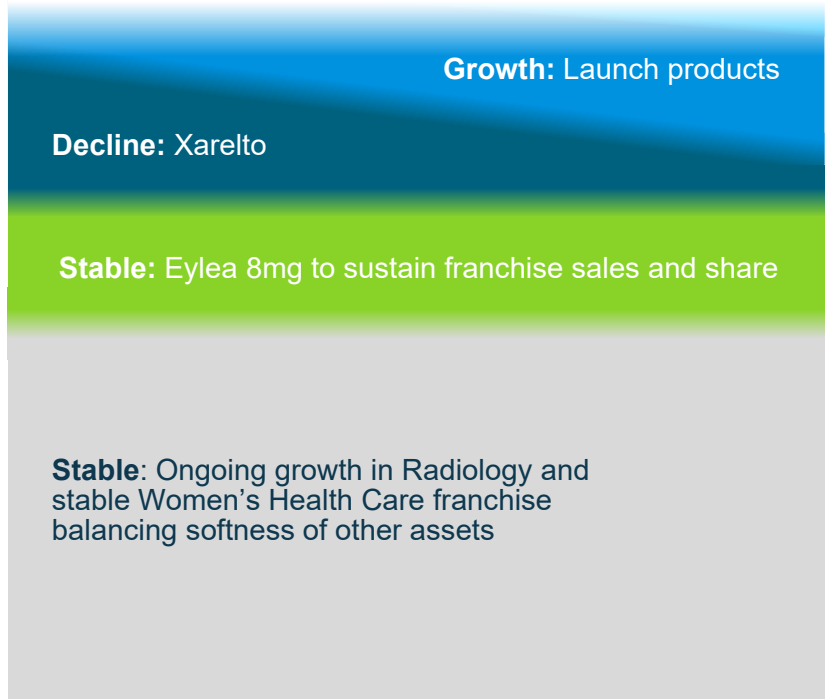 Growth: Launch products
Decline: Xarelto
Stable: Eylea 8mg to sustain franchise sales and share
Stable: Ongoing growth in Radiology and
stable Women’s Health Care franchise
balancing softness of other assets